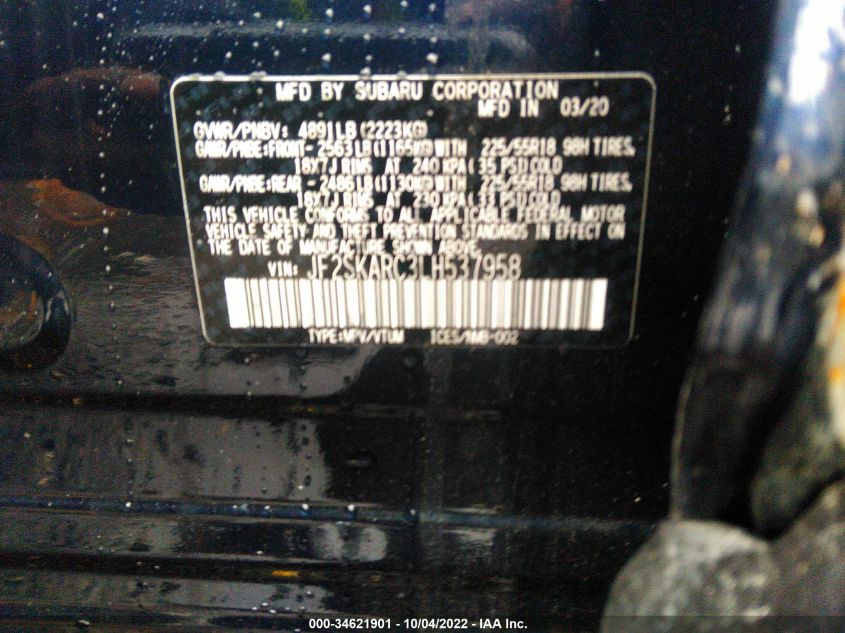 MFD BY SUBARU CORPORATION
MFD IN 03/20
GVWR/PNBV: 4891LB(2223KG)
GAWR/PNBE:FRONT- 2563LB(1165KG)WITH 225/55R18 98H TIRES,
18X7J RIMS AT 240 KPA(35 PSI)COLD
GAWR/PNBE:REAR - 2486LB(1130KG)WITH 225/55R18 98H TIRES,
18X7J RIMS AT 230 KPA(33 PSI)COLD
THIS VEHICLE CONFORMS TO ALL APPLICABLE FEDERAL MOTOR
VEHICLE SAFETY AND THEFT PREVENTION STANDARDS IN EFFECT ON
THE DATE OF MANUFACTURE SHOWN ABOVE.
VIN: JF2SKARC3LH537958
TYPE:MPV/VTUM ICES/NMB-002
000-34621901 - 10/04/2022 - IAA Inc.